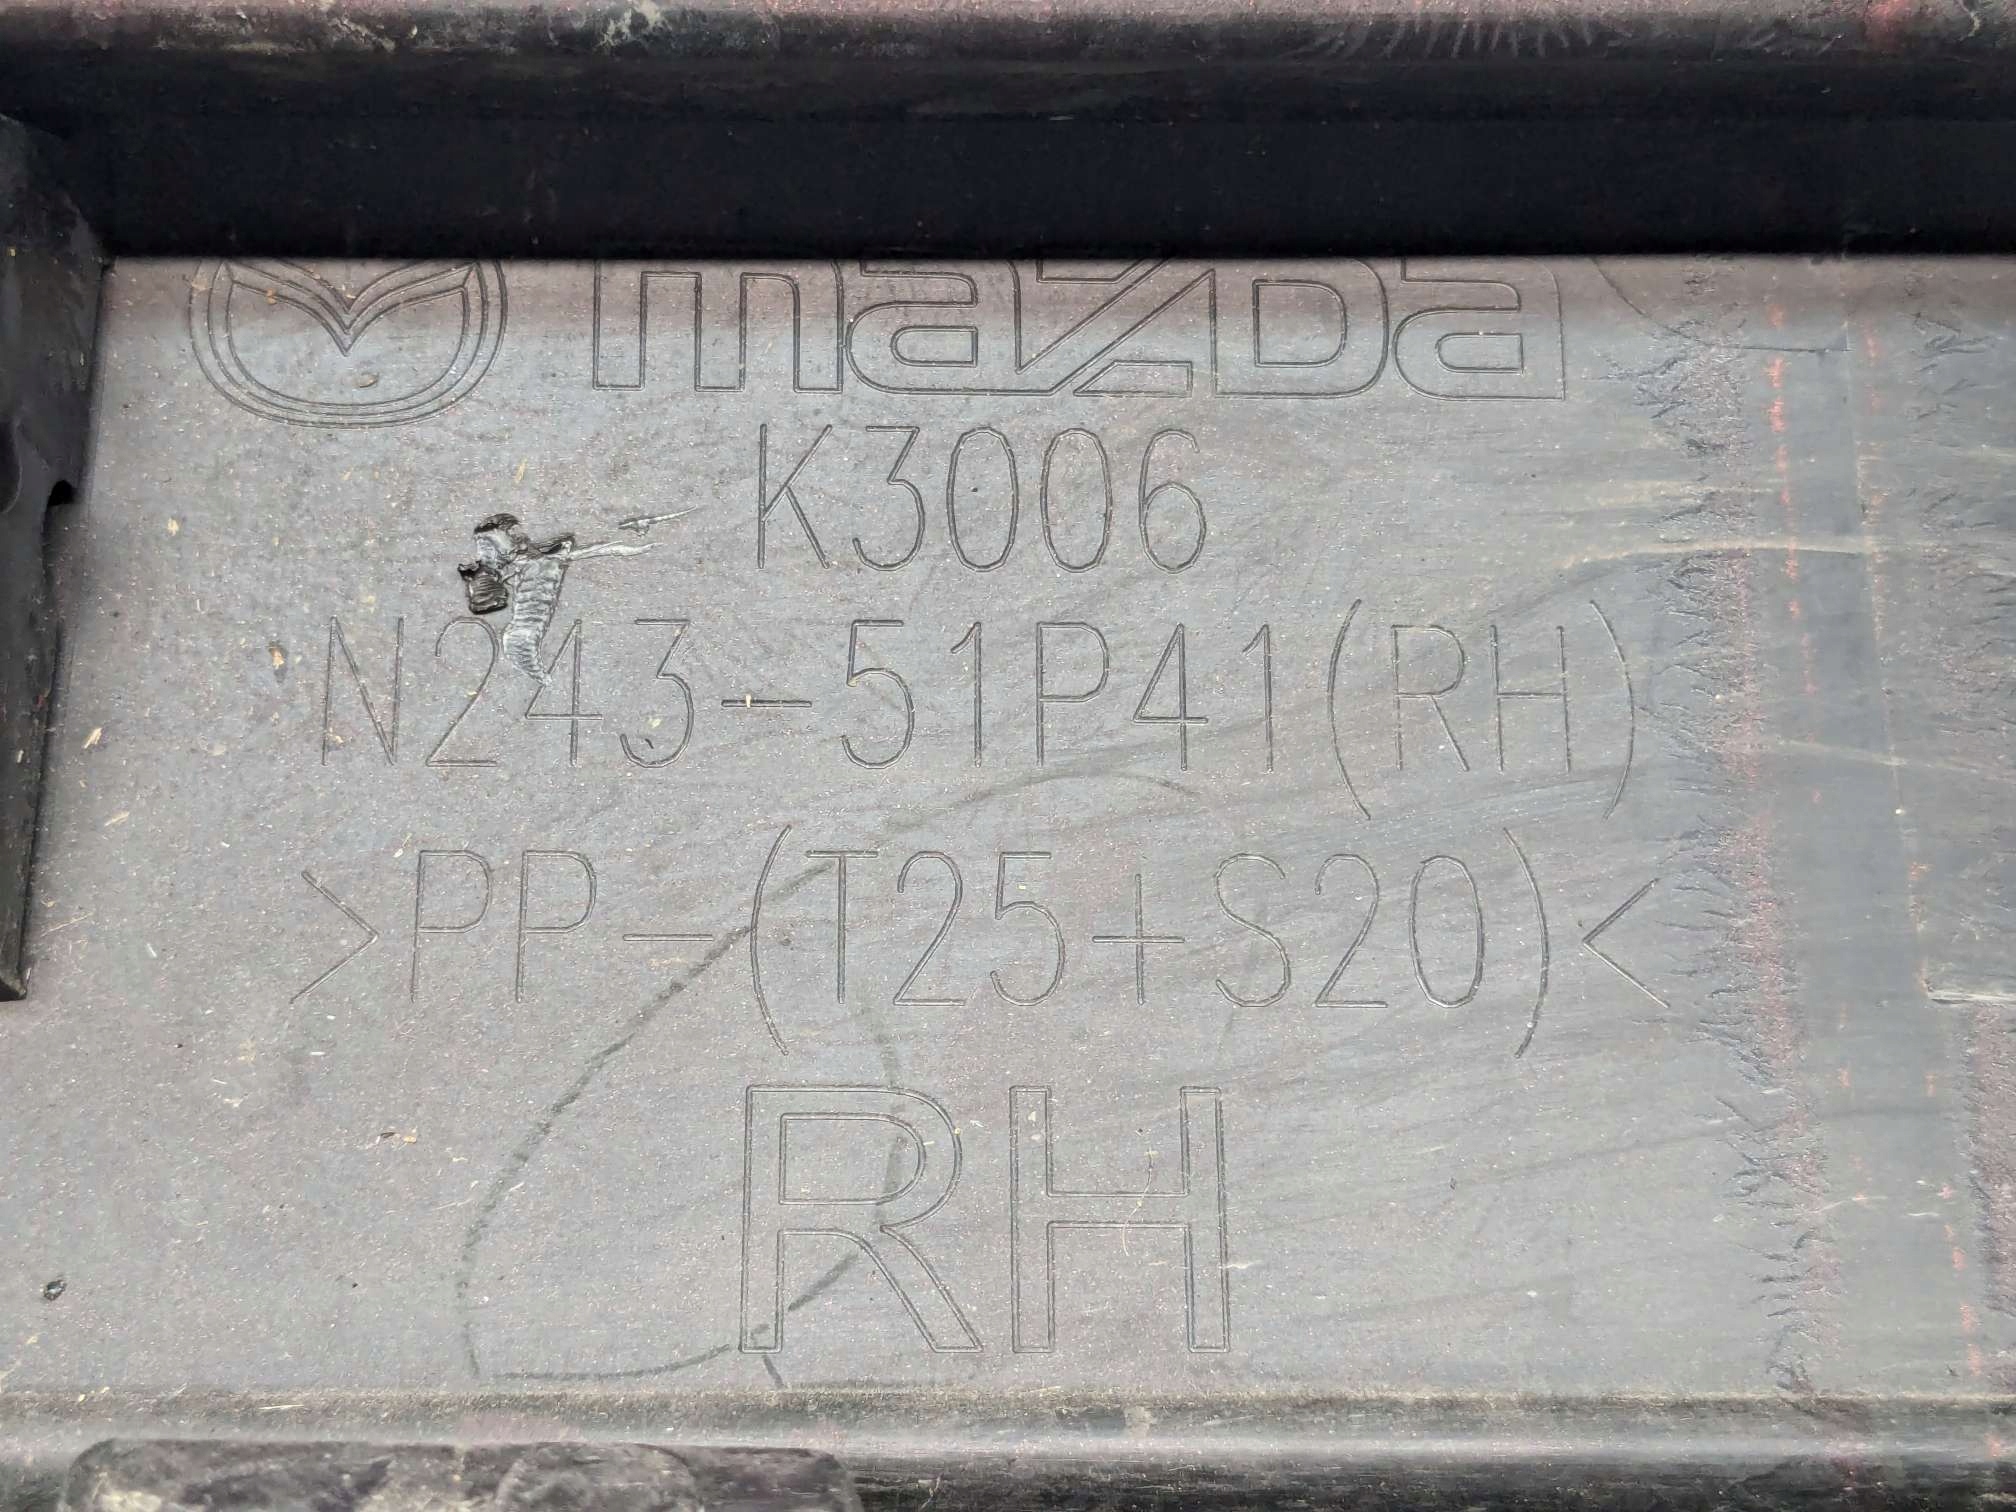 mazda
K3006
N243-51P41(RH)
>PP-(T25+S20)<
RH